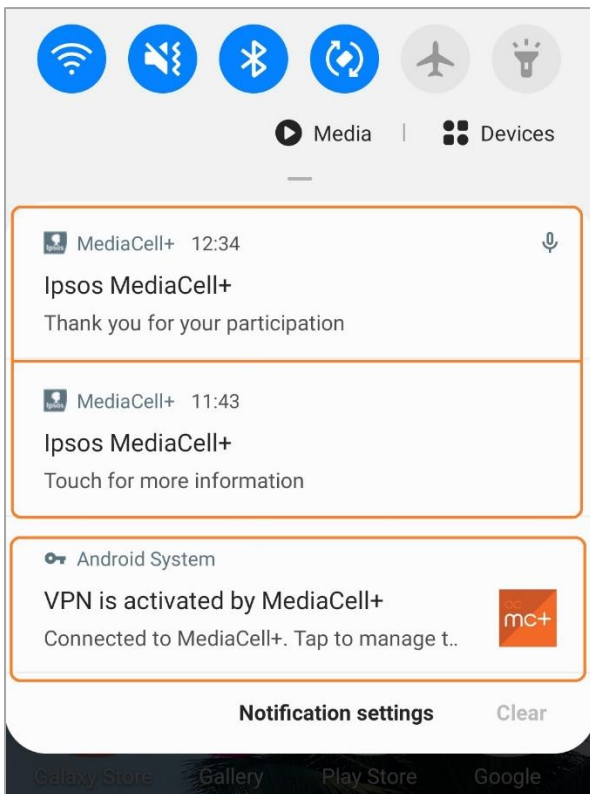 Media | Devices
Ipsos MediaCell+ 12:34
Ipsos MediaCell+
Thank you for your participation
Ipsos MediaCell+ 11:43
Ipsos MediaCell+
Touch for more information
Android System
VPN is activated by MediaCell+
mc+
Connected to MediaCell+. Tap to manage t..
Notification settings Clear
Galaxy Store Gallery Play Store Google